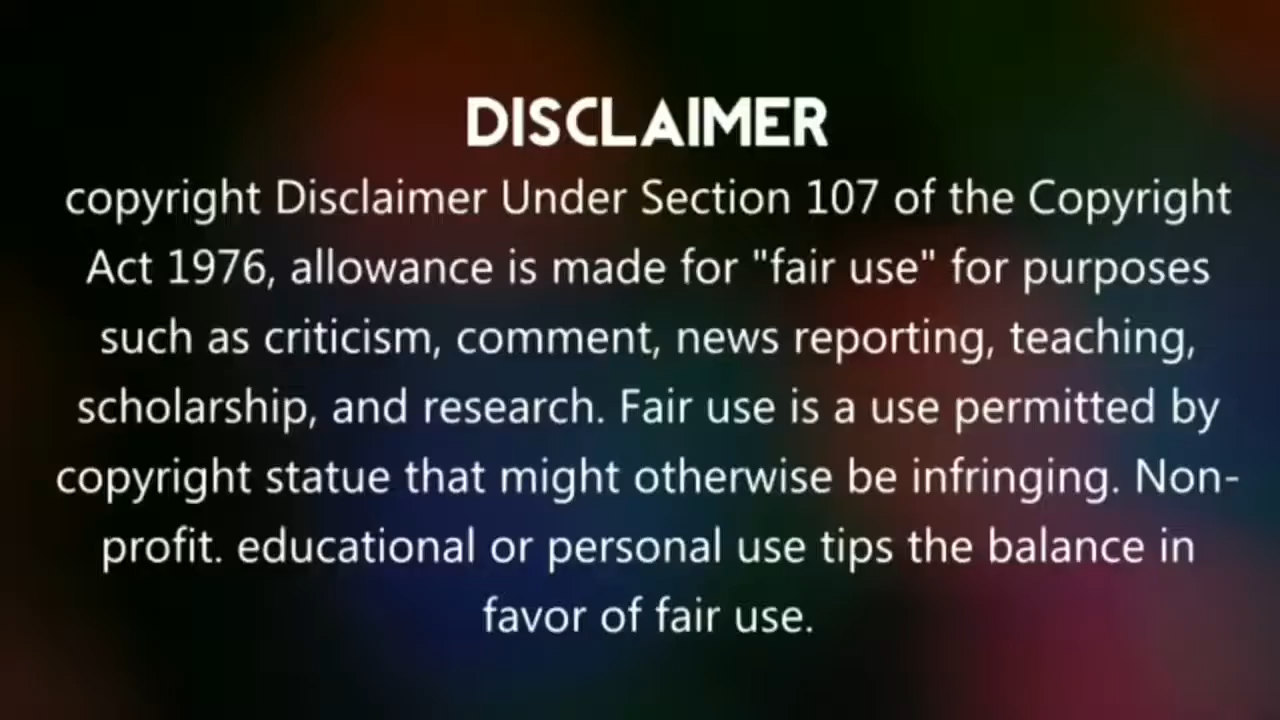 DISCLAIMER
copyright Disclaimer Under Section 107 of the Copyright
Act 1976, allowance is made for "fair use" for purposes
such as criticism, comment, news reporting, teaching,
scholarship, and research. Fair use is a use permitted by
copyright statue that might otherwise be infringing. Non-
profit. educational or personal use tips the balance in
favor of fair use.